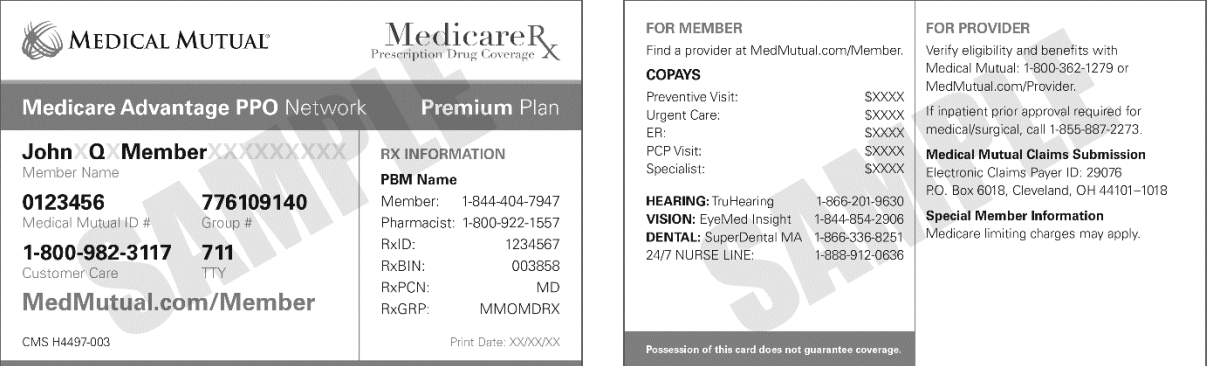 MEDICAL MUTUAL®
MedicareRx
Prescription Drug Coverage
Medicare Advantage PPO Network
Premium Plan
JohnXQXMemberXXXXXXXXX
Member Name
0123456
776109140
Medical Mutual ID #
Group #
1-800-982-3117
711
Customer Care
TTY
MedMutual.com/Member
CMS H4497-003
RX INFORMATION
PBM Name
Member: 1-844-404-7947
Pharmacist: 1-800-922-1557
RxID: 1234567
RxBIN: 003858
RxPCN: MD
RxGRP: MMOMDRX
Print Date: XX/XX/XX
SAMPLE
FOR MEMBER
Find a provider at MedMutual.com/Member.
COPAYS
Preventive Visit: $XXXX
Urgent Care: $XXXX
ER: $XXXX
PCP Visit: $XXXX
Specialist: $XXXX
HEARING: TruHearing 1-866-201-9630
VISION: EyeMed Insight 1-844-854-2906
DENTAL: SuperDental MA 1-866-336-8251
24/7 NURSE LINE: 1-888-912-0636
Possession of this card does not guarantee coverage.
FOR PROVIDER
Verify eligibility and benefits with
Medical Mutual: 1-800-362-1279 or
MedMutual.com/Provider.
If inpatient prior approval required for
medical/surgical, call 1-855-887-2273.
Medical Mutual Claims Submission
Electronic Claims Payer ID: 29076
P.O. Box 6018, Cleveland, OH 44101–1018
Special Member Information
Medicare limiting charges may apply.
SAMPLE